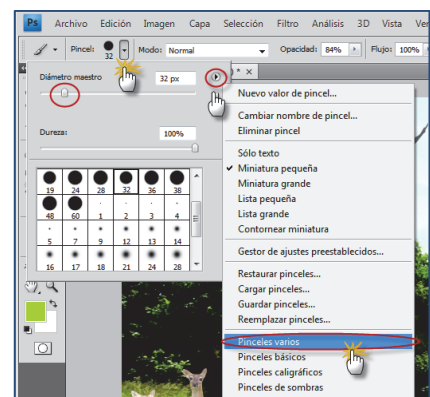 Ps Archivo Edición Imagen Capa Selección Filtro Análisis 3D Vista
Pincel: 32 Modo: Normal Opacidad: 84% Flujo: 100%
Diámetro maestro 32 px
Dureza: 100%
19 24 28 32 36 38
48 60 1 2 3 4
5 7 9 12 13 14
16 17 18 21 24 28
Nuevo valor de pincel...
Cambiar nombre de pincel...
Eliminar pincel
Sólo texto
Miniatura pequeña
Miniatura grande
Lista pequeña
Lista grande
Contornear miniatura
Gestor de ajustes preestablecidos...
Restaurar pinceles...
Cargar pinceles...
Guardar pinceles...
Reemplazar pinceles...
Pinceles varios
Pinceles básicos
Pinceles caligráficos
Pinceles de sombras